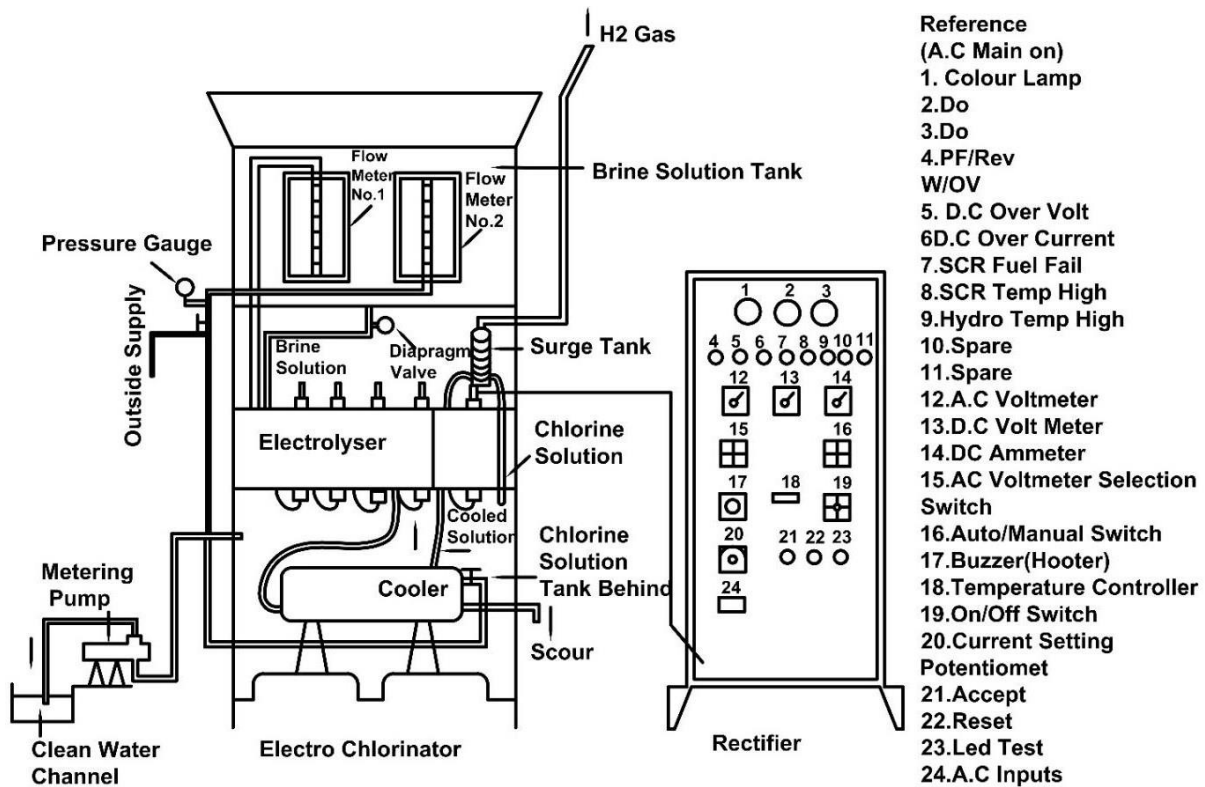 H2 Gas
Flow
Meter
No.1
Flow
Meter
No.2
Brine Solution Tank
Pressure Gauge
Outside Supply
Brine
Solution
Diapragm
Valve
Surge Tank
Electrolyser
Chlorine
Solution
Cooled
Solution
Chlorine
Solution
Tank Behind
Cooler
Metering
Pump
Scour
Clean Water
Channel
Electro Chlorinator
1 2 3
4 5 6 7 8 9 10 11
12 13 14
15 16
17 18 19
20 21 22 23
24
Rectifier
Reference
(A.C Main on)
1. Colour Lamp
2.Do
3.Do
4.PF/Rev
W/OV
5. D.C Over Volt
6D.C Over Current
7.SCR Fuel Fail
8.SCR Temp High
9.Hydro Temp High
10.Spare
11.Spare
12.A.C Voltmeter
13.D.C Volt Meter
14.DC Ammeter
15.AC Voltmeter Selection
Switch
16.Auto/Manual Switch
17.Buzzer(Hooter)
18.Temperature Controller
19.On/Off Switch
20.Current Setting
Potentiomet
21.Accept
22.Reset
23.Led Test
24.A.C Inputs